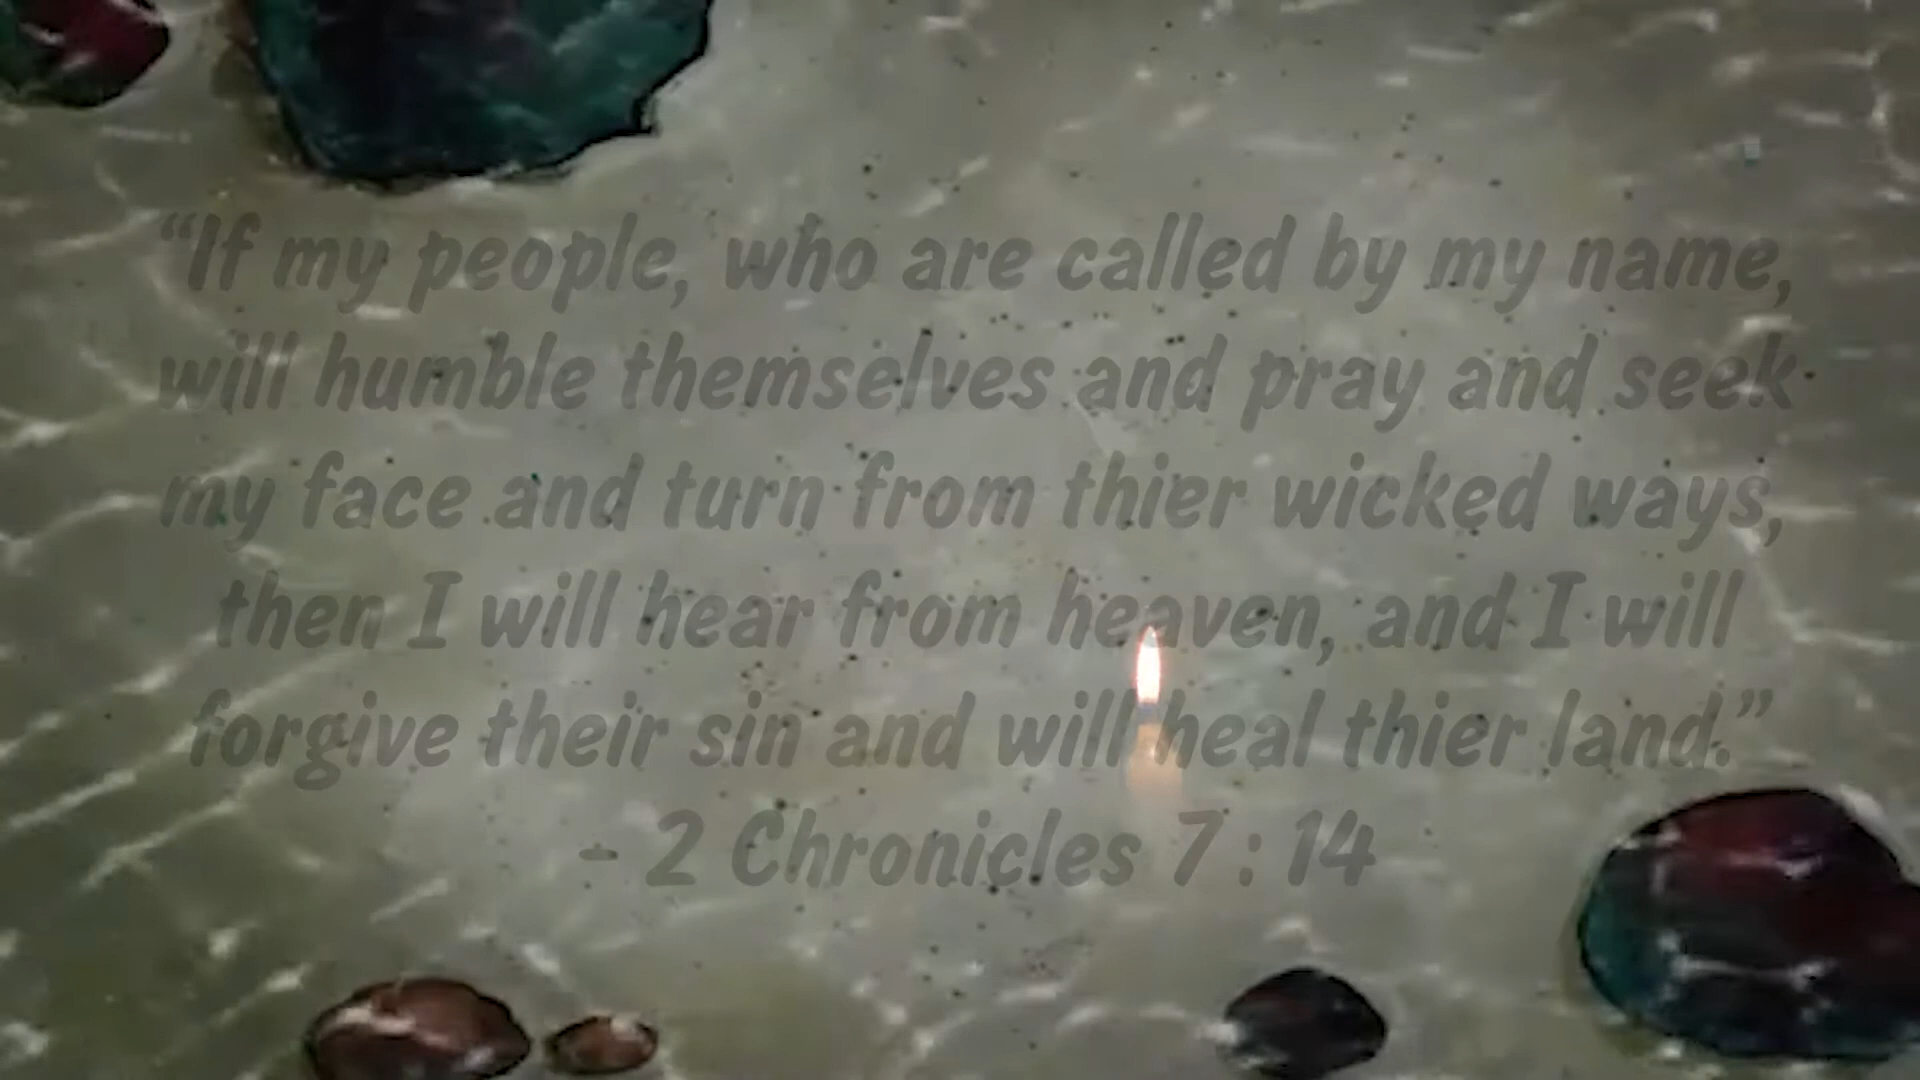 “If my people, who are called by my name,
will humble themselves and pray and seek
my face and turn from thier wicked ways,
then I will hear from heaven, and I will
forgive their sin and will heal thier land.”
- 2 Chronicles 7 : 14